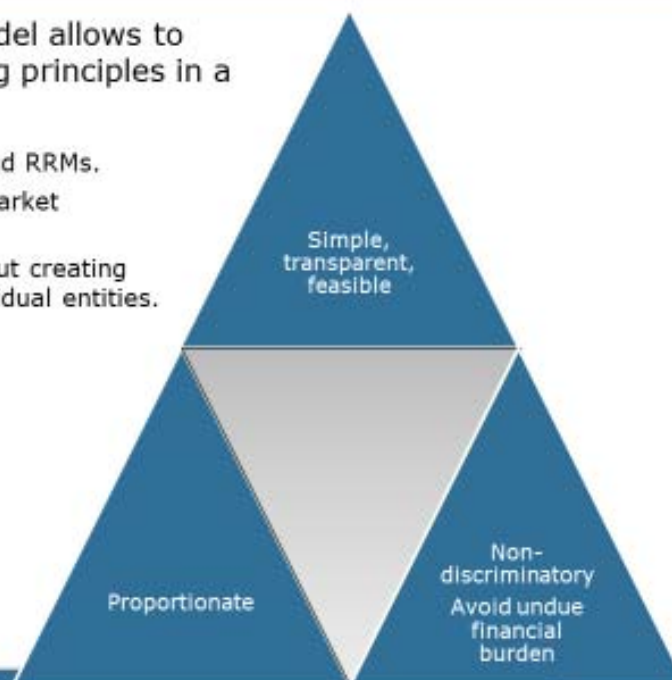 del allows to
g principles in a
d RRMs.
arket
ut creating
dual entities.
Simple,
transparent,
feasible
Proportionate
Non-
discriminatory
Avoid undue
financial
burden